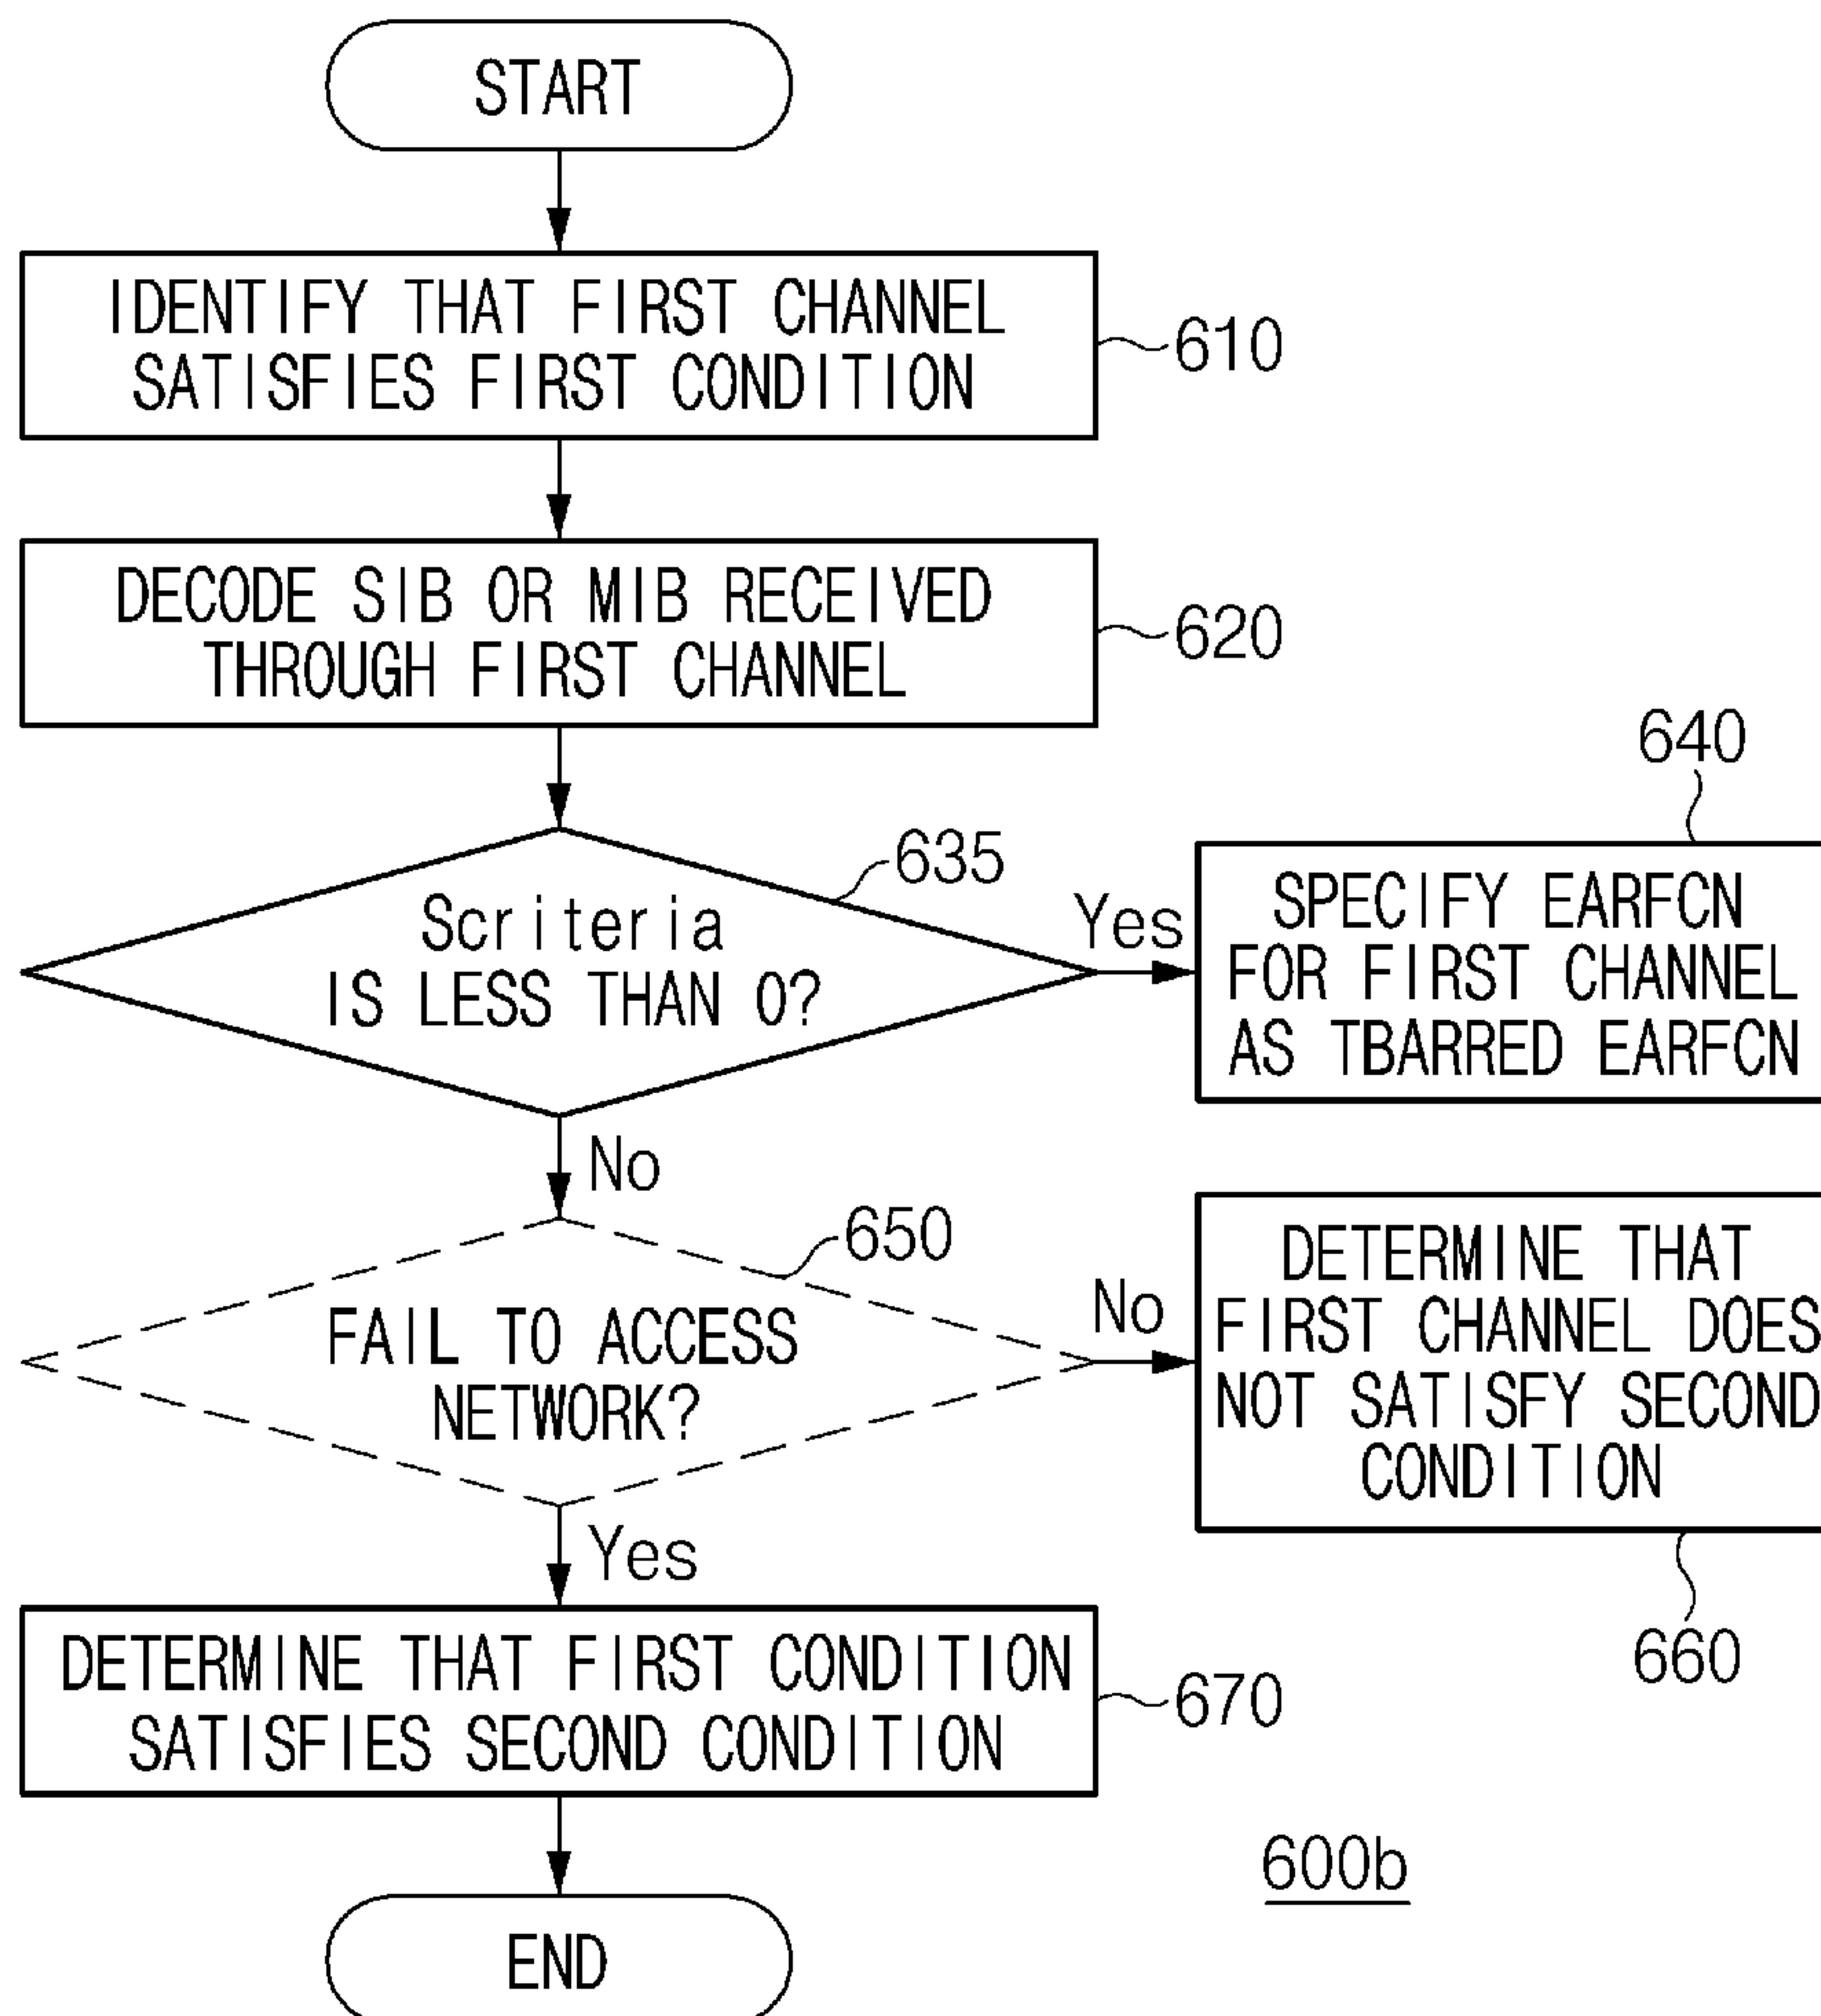 START
IDENTIFY THAT FIRST CHANNEL
SATISFIES FIRST CONDITION
610
DECODE SIB OR MIB RECEIVED
THROUGH FIRST CHANNEL
620
635
Scriteria
IS LESS THAN 0?
Yes
640
SPECIFY EARFCN
FOR FIRST CHANNEL
AS TBARRED EARFCN
No
650
FAIL TO ACCESS
NETWORK?
No
DETERMINE THAT
FIRST CHANNEL DOES
NOT SATISFY SECOND
CONDITION
660
Yes
DETERMINE THAT FIRST CONDITION
SATISFIES SECOND CONDITION
670
END
600b